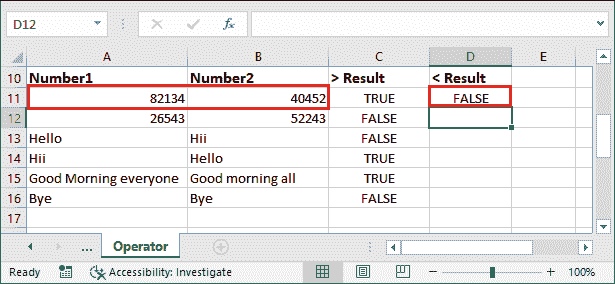 D12 fx
A B C D E
10 Number1 Number2 > Result < Result
11 82134 40452 TRUE FALSE
12 26543 52243 FALSE
13 Hello Hii FALSE
14 Hii Hello TRUE
15 Good Morning everyone Good morning all TRUE
16 Bye Bye FALSE
17
... Operator
Ready Accessibility: Investigate 100%